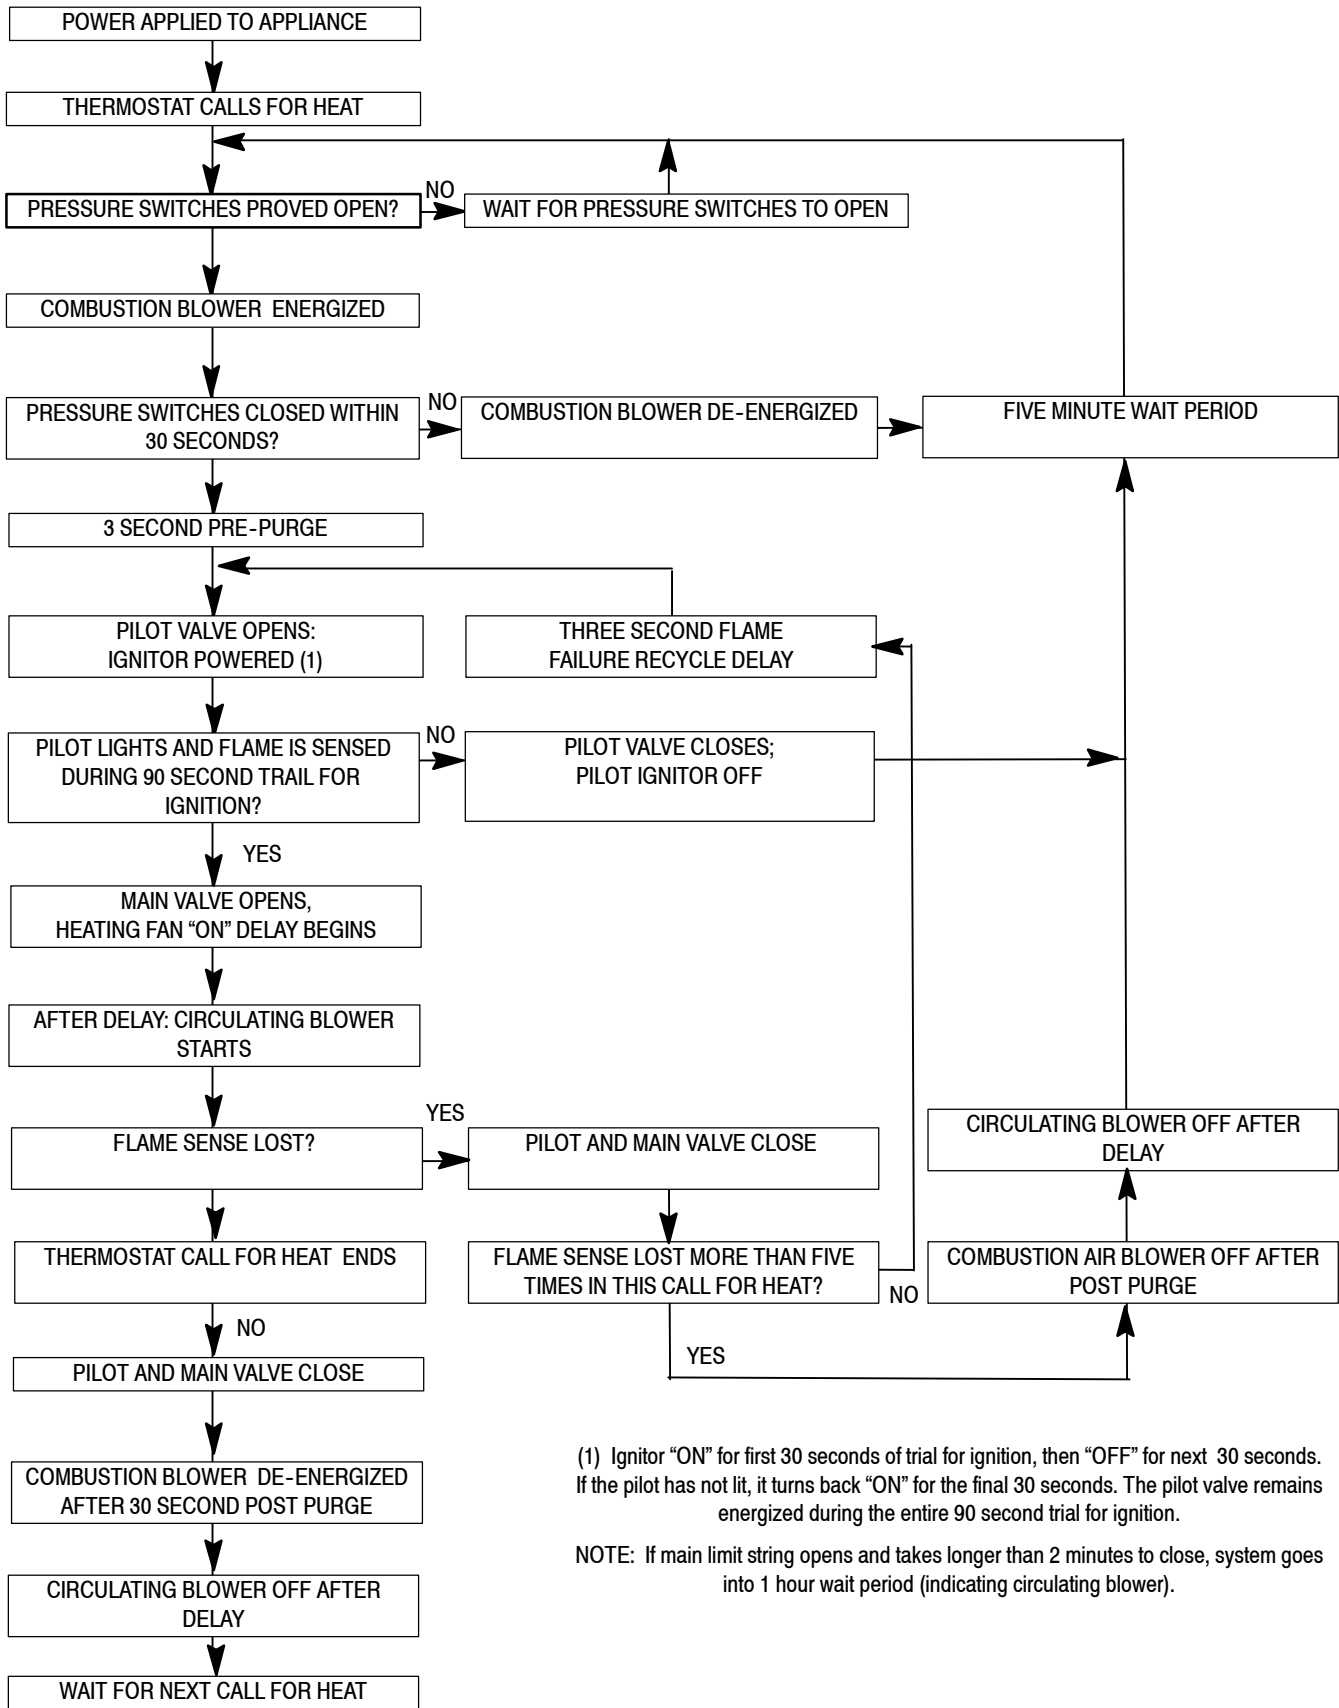 POWER APPLIED TO APPLIANCE
THERMOSTAT CALLS FOR HEAT
PRESSURE SWITCHES PROVED OPEN?
NO
WAIT FOR PRESSURE SWITCHES TO OPEN
COMBUSTION BLOWER ENERGIZED
PRESSURE SWITCHES CLOSED WITHIN
30 SECONDS?
NO
COMBUSTION BLOWER DE-ENERGIZED
FIVE MINUTE WAIT PERIOD
3 SECOND PRE-PURGE
PILOT VALVE OPENS:
IGNITOR POWERED (1)
THREE SECOND FLAME
FAILURE RECYCLE DELAY
PILOT LIGHTS AND FLAME IS SENSED
DURING 90 SECOND TRAIL FOR
IGNITION?
NO
PILOT VALVE CLOSES;
PILOT IGNITOR OFF
YES
MAIN VALVE OPENS,
HEATING FAN “ON” DELAY BEGINS
AFTER DELAY: CIRCULATING BLOWER
STARTS
FLAME SENSE LOST?
YES
PILOT AND MAIN VALVE CLOSE
CIRCULATING BLOWER OFF AFTER
DELAY
THERMOSTAT CALL FOR HEAT ENDS
FLAME SENSE LOST MORE THAN FIVE
TIMES IN THIS CALL FOR HEAT?
NO
COMBUSTION AIR BLOWER OFF AFTER
POST PURGE
NO
YES
PILOT AND MAIN VALVE CLOSE
COMBUSTION BLOWER DE-ENERGIZED
AFTER 30 SECOND POST PURGE
CIRCULATING BLOWER OFF AFTER
DELAY
WAIT FOR NEXT CALL FOR HEAT
(1) Ignitor “ON” for first 30 seconds of trial for ignition, then “OFF” for next 30 seconds.
If the pilot has not lit, it turns back “ON” for the final 30 seconds. The pilot valve remains
energized during the entire 90 second trial for ignition.
NOTE: If main limit string opens and takes longer than 2 minutes to close, system goes
into 1 hour wait period (indicating circulating blower).